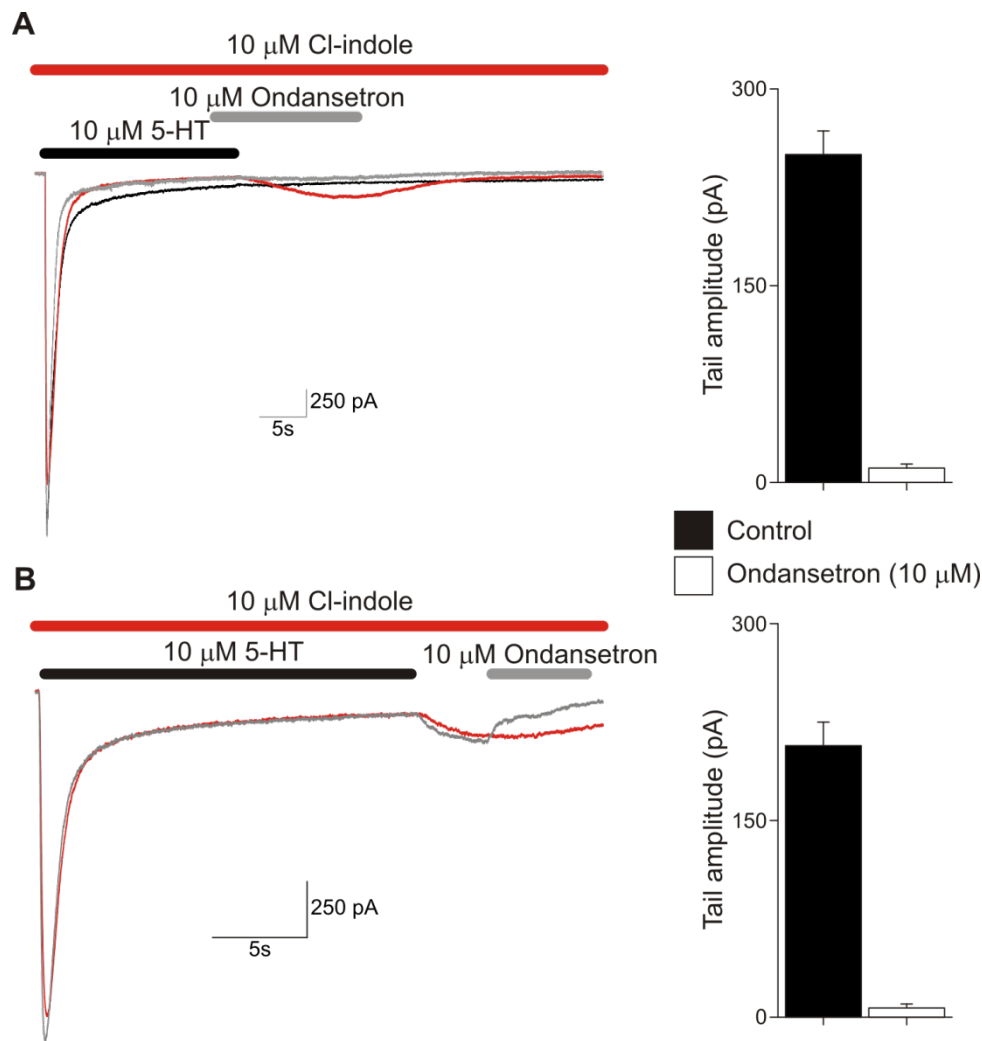 A
10 μM Cl-indole
10 μM Ondansetron
10 μM 5-HT
250 pA
5s
300
150
0
Tail amplitude (pA)
Control
Ondansetron (10 μM)
B
10 μM Cl-indole
10 μM 5-HT
10 μM Ondansetron
250 pA
5s
300
150
0
Tail amplitude (pA)